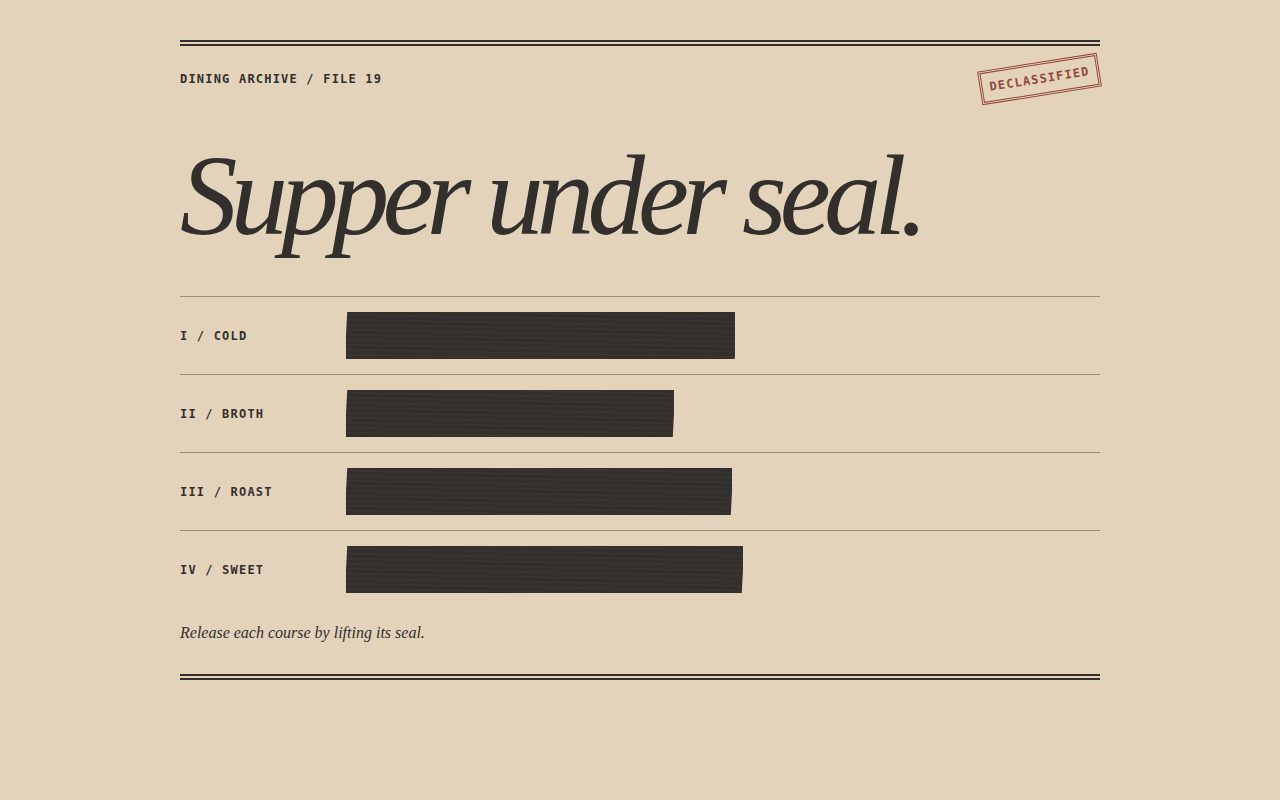 DINING ARCHIVE / FILE 19
DECLASSIFIED
Supper under seal.
I / COLD
II / BROTH
III / ROAST
IV / SWEET
Release each course by lifting its seal.